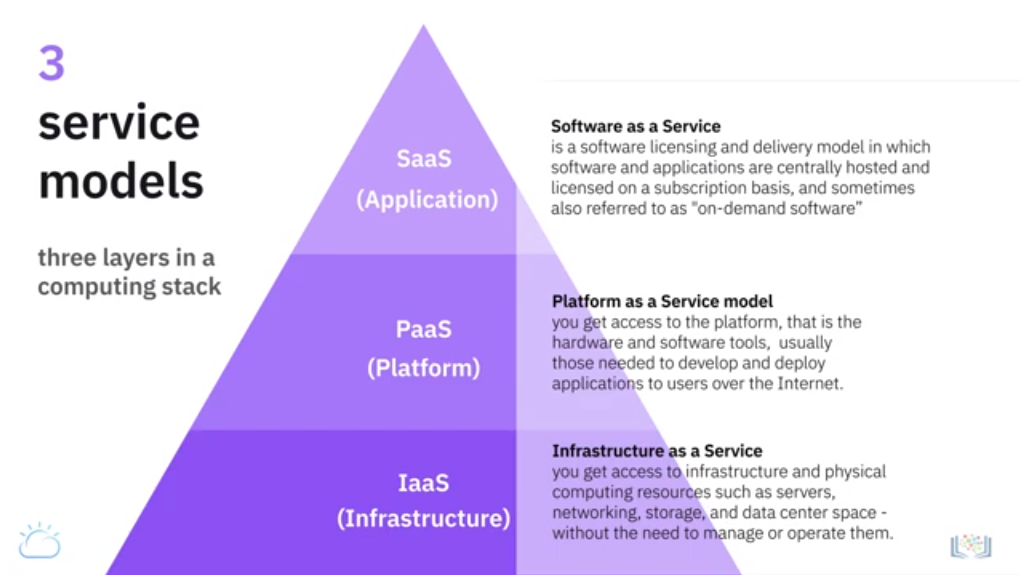 3
service
models
three layers in a
computing stack
SaaS
(Application)
Software as a Service
is a software licensing and delivery model in which
software and applications are centrally hosted and
licensed on a subscription basis, and sometimes
also referred to as "on-demand software”
PaaS
(Platform)
Platform as a Service model
you get access to the platform, that is the
hardware and software tools,  usually
those needed to develop and deploy
applications to users over the Internet.
IaaS
(Infrastructure)
Infrastructure as a Service
you get access to infrastructure and physical
computing resources such as servers,
networking, storage, and data center space -
without the need to manage or operate them.